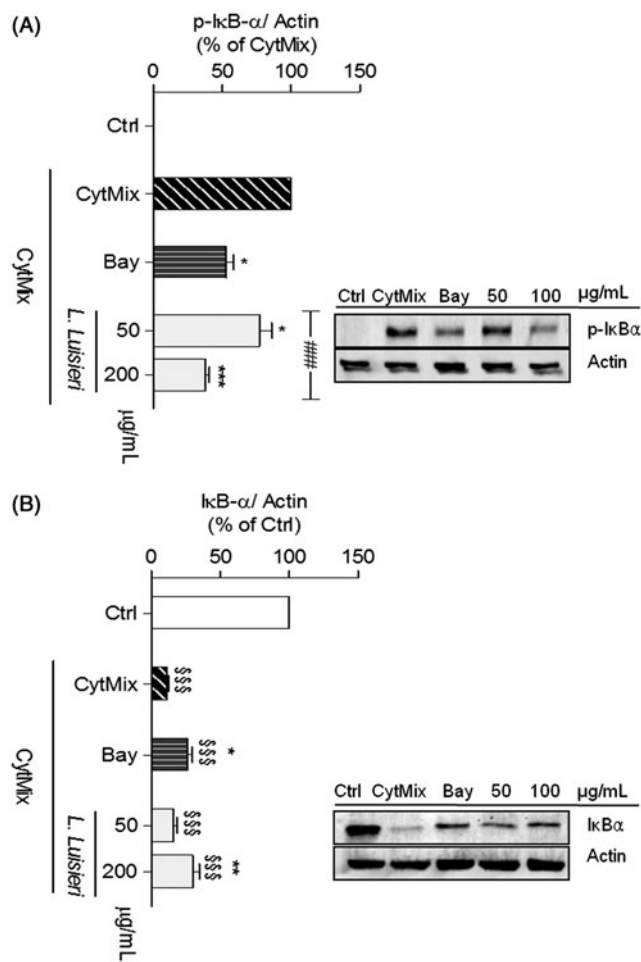 (A)
p-IκB-α/ Actin
(% of CytMix)
0 50 100 150
Ctrl
CytMix
Bay
50
200
CytMix
L. Luisieri
µg/mL
*
*
***
###
Ctrl CytMix Bay 50 100 µg/mL
p-IκBα
Actin
(B)
IκB-α/ Actin
(% of Ctrl)
0 50 100 150
Ctrl
CytMix
Bay
50
200
CytMix
L. Luisieri
µg/mL
§§§
§§§ *
§§§
§§§ **
Ctrl CytMix Bay 50 100 µg/mL
IκBα
Actin